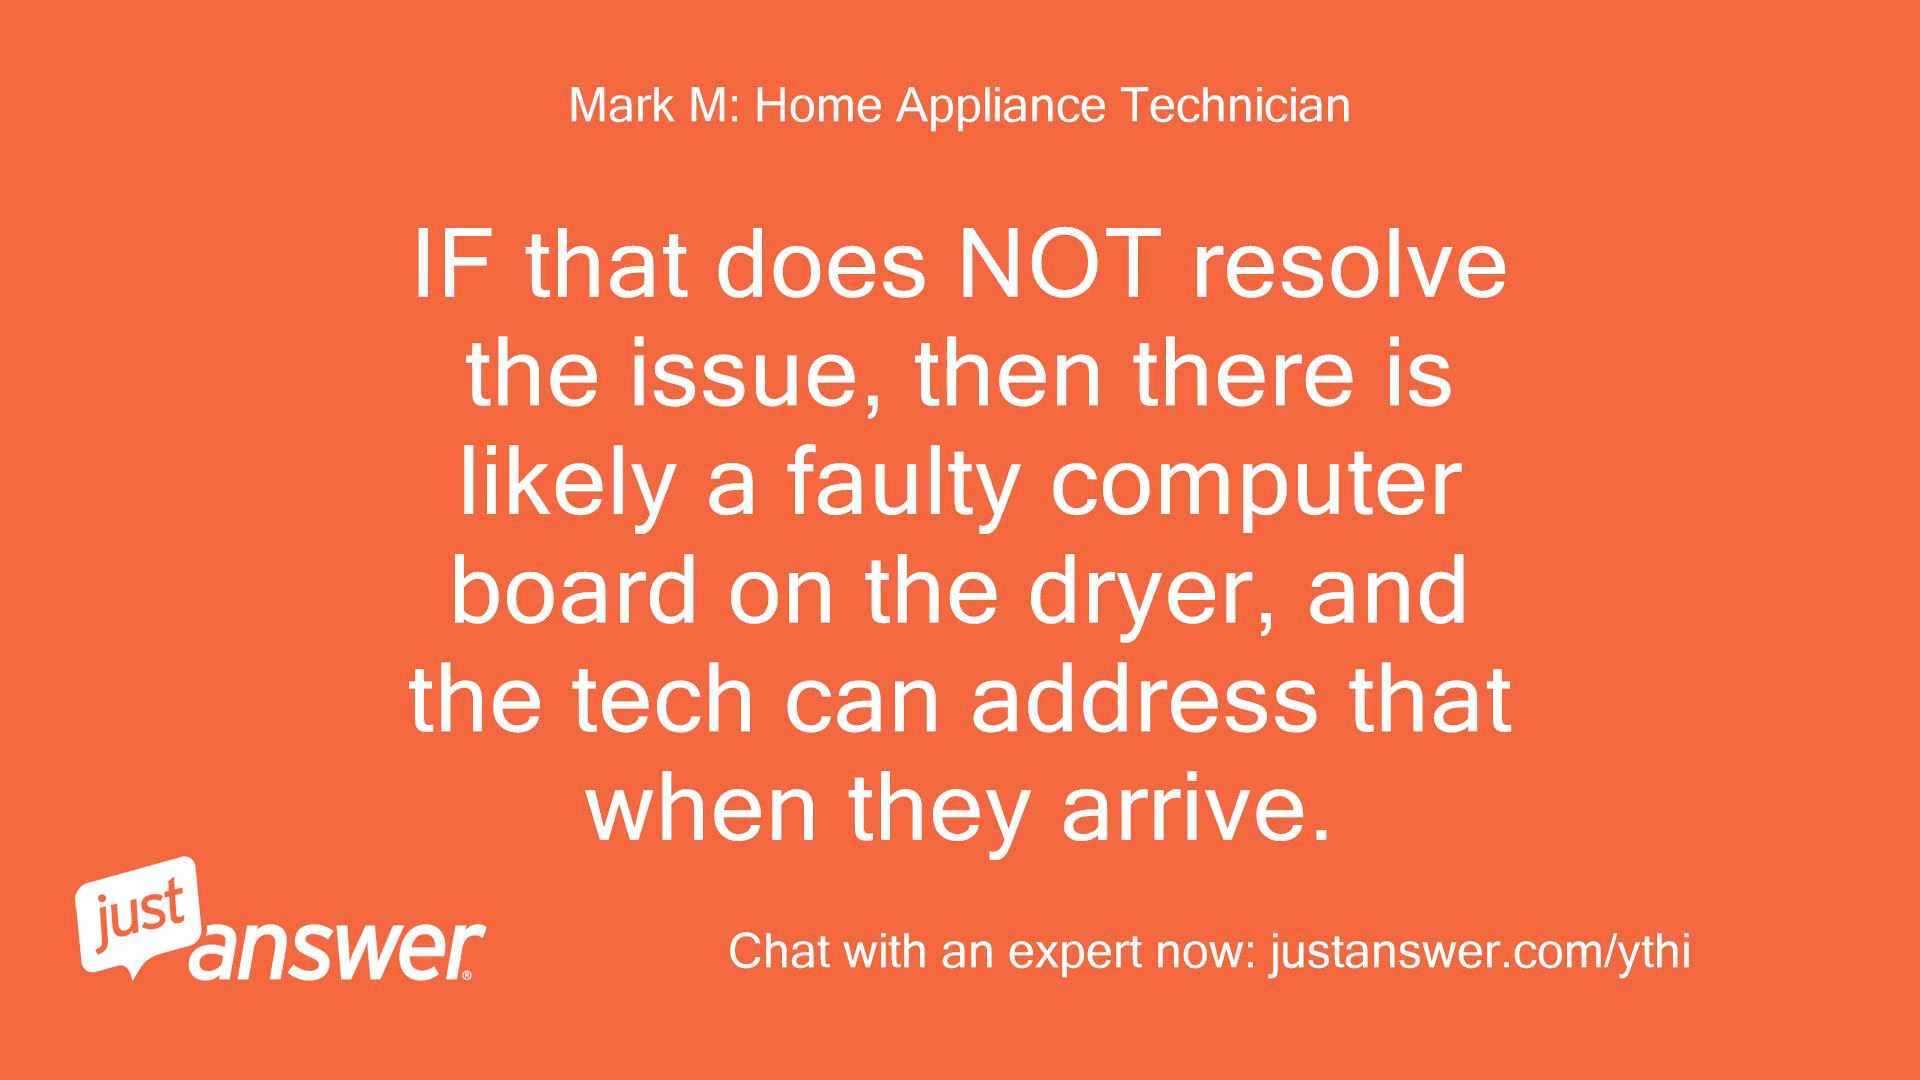 Mark M: Home Appliance Technician
IF that does NOT resolve
the issue, then there is
likely a faulty computer
board on the dryer, and
the tech can address that
when they arrive.
just
answer®
Chat with an expert now: justanswer.com/ythi